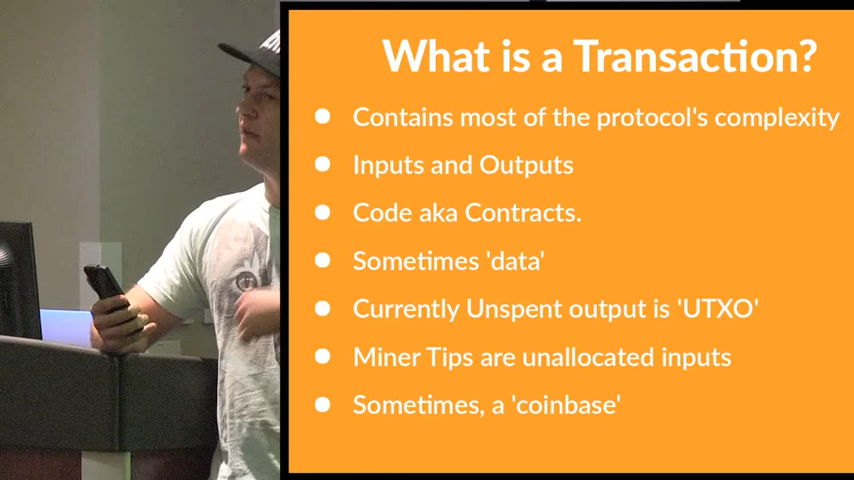 What is a Transaction?
● Contains most of the protocol's complexity
● Inputs and Outputs
● Code aka Contracts.
● Sometimes 'data'
● Currently Unspent output is 'UTXO'
● Miner Tips are unallocated inputs
● Sometimes, a 'coinbase'